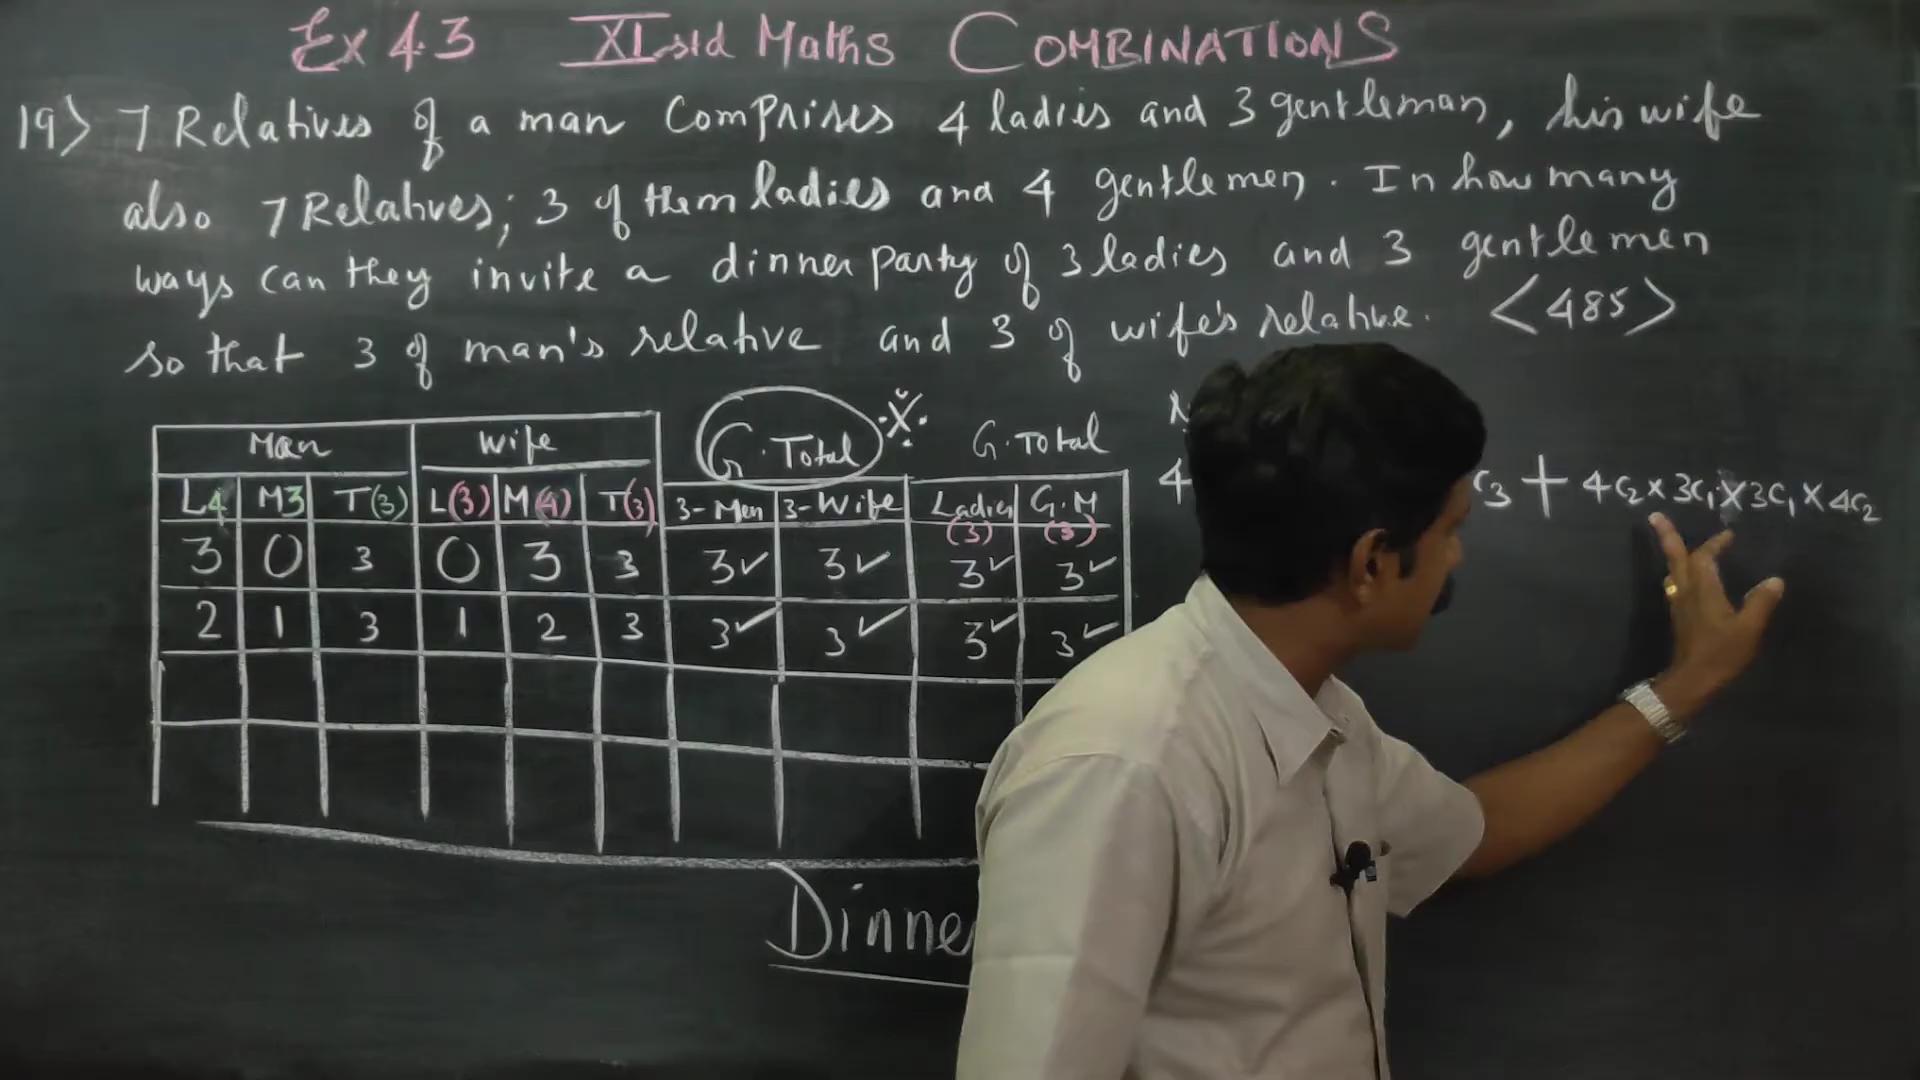 Ex 4.3 XI std Maths COMBINATIONS
19) 7 Relatives of a man comprises 4 ladies and 3 gentleman, his wife
also 7 Relatives; 3 of them ladies and 4 gentlemen. In how many
ways can they invite a dinner party of 3 ladies and 3 gentlemen
so that 3 of man's relative and 3 of wife's relative. <485>
Man Wife G. Total X G. Total
L4 M3 T(3) L(3) M(4) T(3) 3-Men 3-Wife Ladies (3) G.M (3)
3 0 3 0 3 3 3✓ 3✓ 3✓ 3✓
2 1 3 1 2 3 3✓ 3✓ 3✓ 3✓
4 C3 + 4C2 x 3C1 X 3C1 x 4C2
Dinne